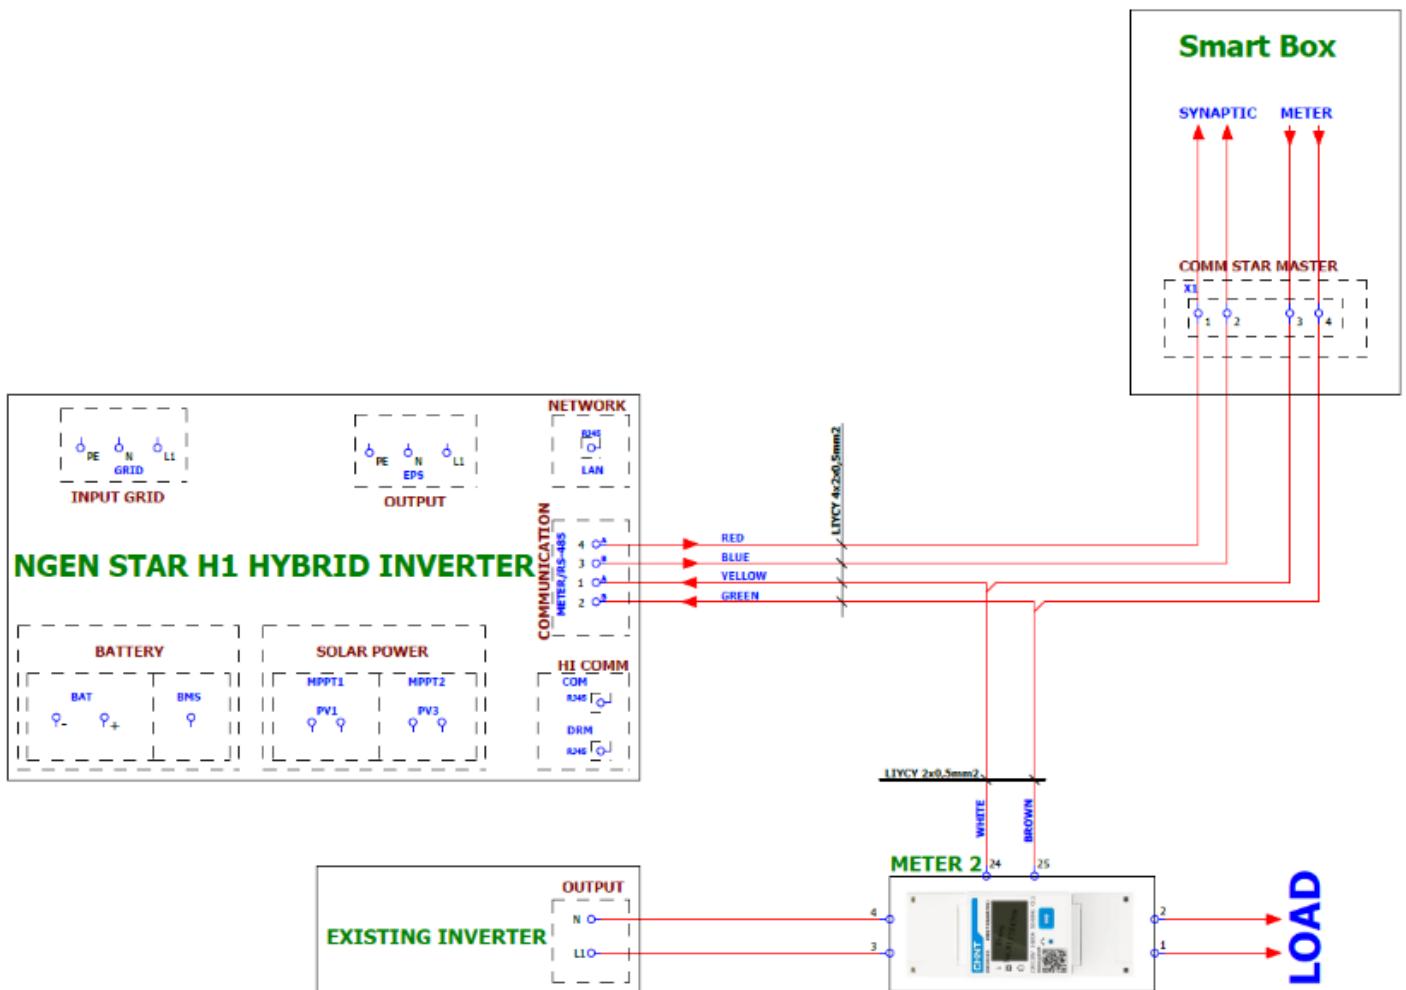 Smart Box
SYNAPTIC METER
COMM STAR MASTER
X1
1 2 3 4
NETWORK
RJ45
LAN
PE N L1
GRID
INPUT GRID
PE N L1
EPS
OUTPUT
LIYCY 4x2x0,5mm2
COMMUNICATION
METER/RS-485
4 A
3 B
1 A
2 B
RED
BLUE
YELLOW
GREEN
NGEN STAR H1 HYBRID INVERTER
BATTERY
BAT
- +
BMS
SOLAR POWER
MPPT1 MPPT2
PV1 PV3
HI COMM
COM
RJ45
DRM
RJ45
LIYCY 2x0,5mm2
WHITE
BROWN
METER 2
24 25
OUTPUT
N
L1
EXISTING INVERTER
4
3
CHNT
2
1
LOAD